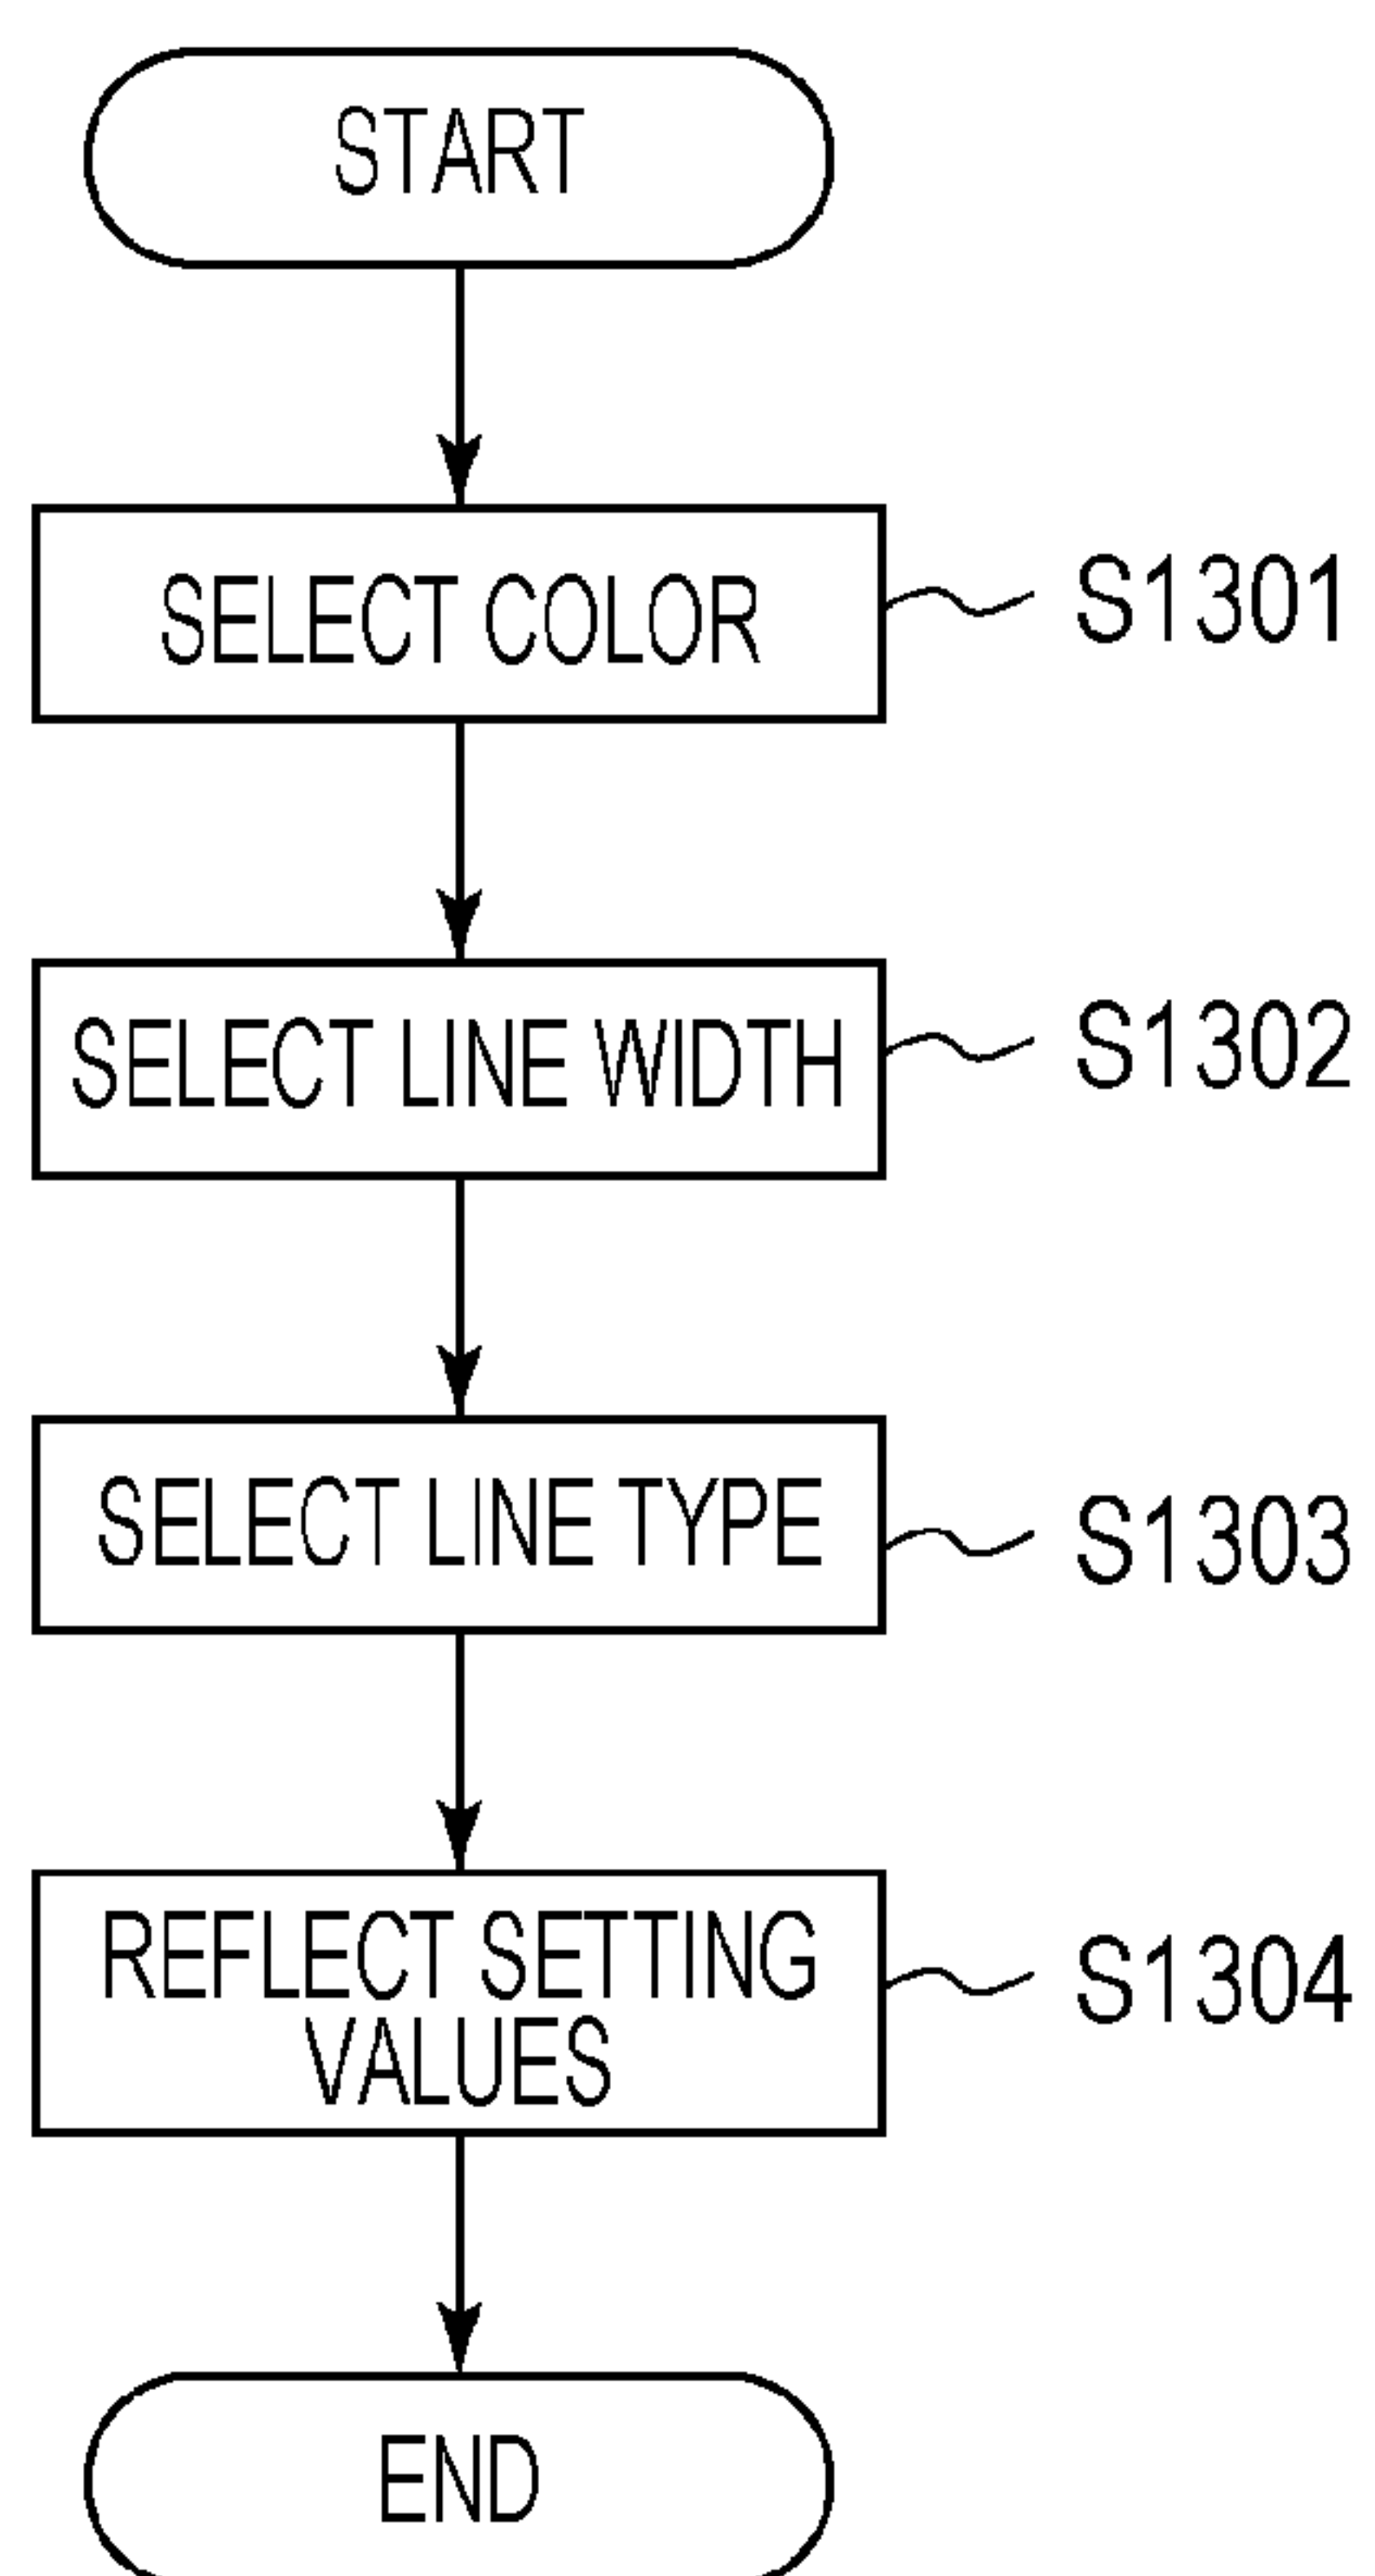 START
SELECT COLOR
S1301
SELECT LINE WIDTH
S1302
SELECT LINE TYPE
S1303
REFLECT SETTING
VALUES
S1304
END